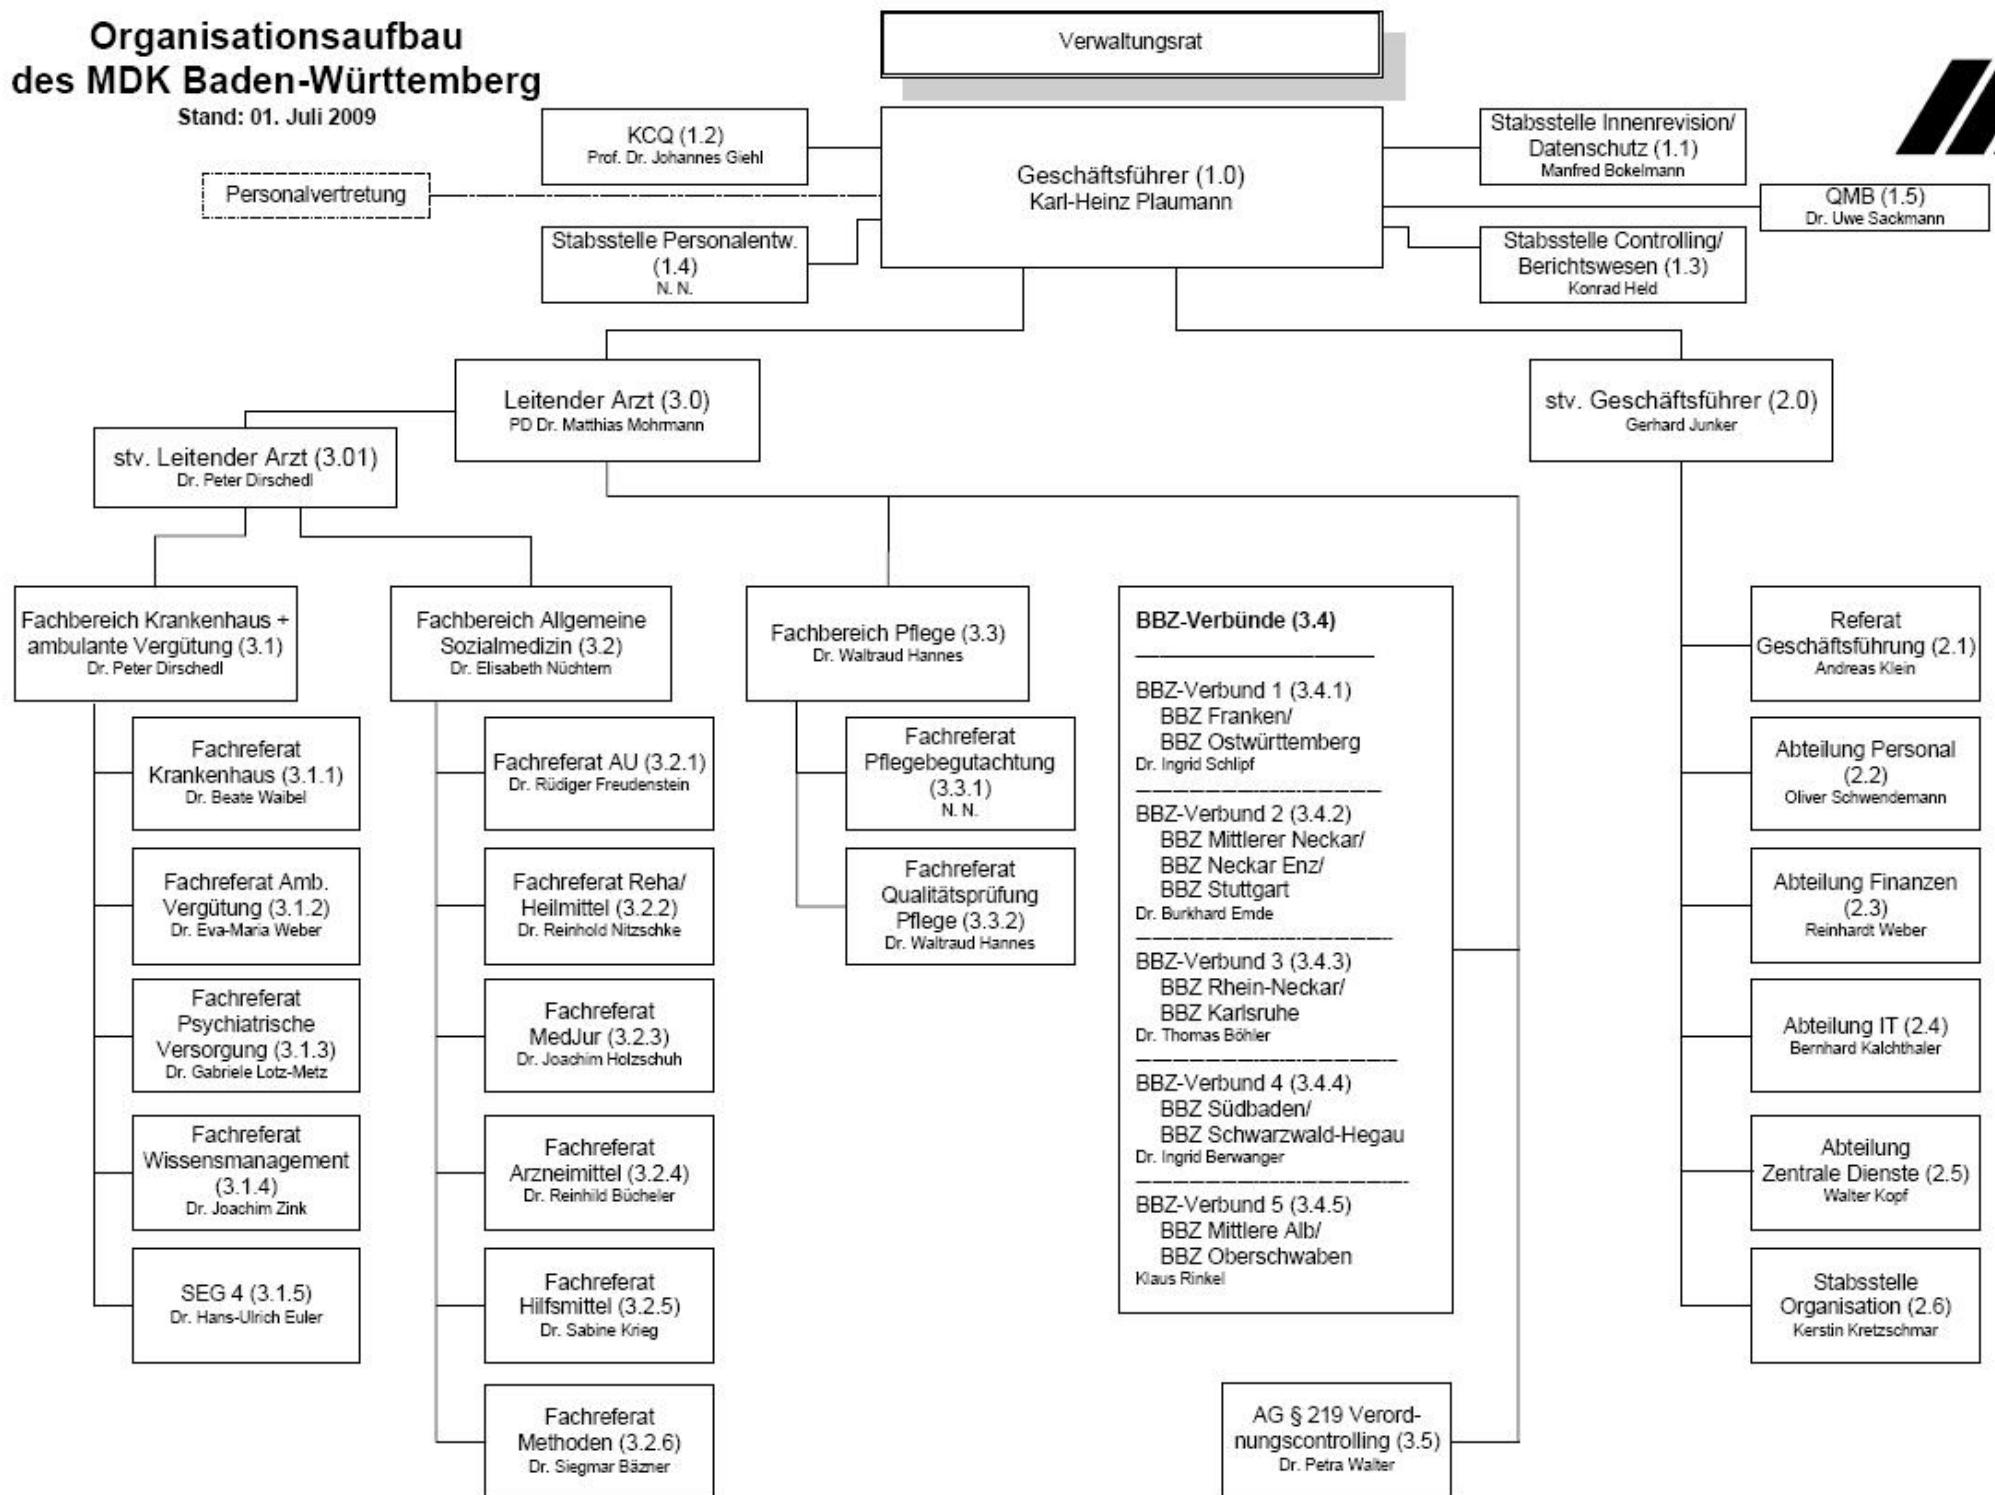 Organisationsaufbau
des MDK Baden-Württemberg
Stand: 01. Juli 2009
Verwaltungsrat
KCQ (1.2)
Prof. Dr. Johannes Giehl
Personalvertretung
Stabsstelle Personalentw.
(1.4)
N. N.
Geschäftsführer (1.0)
Karl-Heinz Plaumann
Stabsstelle Innenrevision/
Datenschutz (1.1)
Manfred Bokelmann
QMB (1.5)
Dr. Uwe Sackmann
Stabsstelle Controlling/
Berichtswesen (1.3)
Konrad Held
Leitender Arzt (3.0)
PD Dr. Matthias Mohrmann
stv. Geschäftsführer (2.0)
Gerhard Junker
stv. Leitender Arzt (3.01)
Dr. Peter Dirschedl
Fachbereich Krankenhaus +
ambulante Vergütung (3.1)
Dr. Peter Dirschedl
Fachreferat
Krankenhaus (3.1.1)
Dr. Beate Waibel
Fachreferat Amb.
Vergütung (3.1.2)
Dr. Eva-Maria Weber
Fachreferat
Psychiatrische
Versorgung (3.1.3)
Dr. Gabriele Lotz-Metz
Fachreferat
Wissensmanagement
(3.1.4)
Dr. Joachim Zink
SEG 4 (3.1.5)
Dr. Hans-Ulrich Euler
Fachbereich Allgemeine
Sozialmedizin (3.2)
Dr. Elisabeth Nüchtern
Fachreferat AU (3.2.1)
Dr. Rüdiger Freudenstein
Fachreferat Reha/
Heilmittel (3.2.2)
Dr. Reinhold Nitzschke
Fachreferat
MedJur (3.2.3)
Dr. Joachim Holzschuh
Fachreferat
Arzneimittel (3.2.4)
Dr. Reinhild Bücheler
Fachreferat
Hilfsmittel (3.2.5)
Dr. Sabine Krieg
Fachreferat
Methoden (3.2.6)
Dr. Siegmar Bäzner
Fachbereich Pflege (3.3)
Dr. Waltraud Hannes
Fachreferat
Pflegebegutachtung
(3.3.1)
N. N.
Fachreferat
Qualitätsprüfung
Pflege (3.3.2)
Dr. Waltraud Hannes
BBZ-Verbünde (3.4)
BBZ-Verbund 1 (3.4.1)
BBZ Franken/
BBZ Ostwürttemberg
Dr. Ingrid Schlipf
BBZ-Verbund 2 (3.4.2)
BBZ Mittlerer Neckar/
BBZ Neckar Enz/
BBZ Stuttgart
Dr. Burkhard Emde
BBZ-Verbund 3 (3.4.3)
BBZ Rhein-Neckar/
BBZ Karlsruhe
Dr. Thomas Böhler
BBZ-Verbund 4 (3.4.4)
BBZ Südbaden/
BBZ Schwarzwald-Hegau
Dr. Ingrid Berwanger
BBZ-Verbund 5 (3.4.5)
BBZ Mittlere Alb/
BBZ Oberschwaben
Klaus Rinkel
AG § 219 Verord-
nungscontrolling (3.5)
Dr. Petra Walter
Referat
Geschäftsführung (2.1)
Andreas Klein
Abteilung Personal
(2.2)
Oliver Schwendemann
Abteilung Finanzen
(2.3)
Reinhardt Weber
Abteilung IT (2.4)
Bernhard Kalchthaler
Abteilung
Zentrale Dienste (2.5)
Walter Kopf
Stabsstelle
Organisation (2.6)
Kerstin Kretzschmar